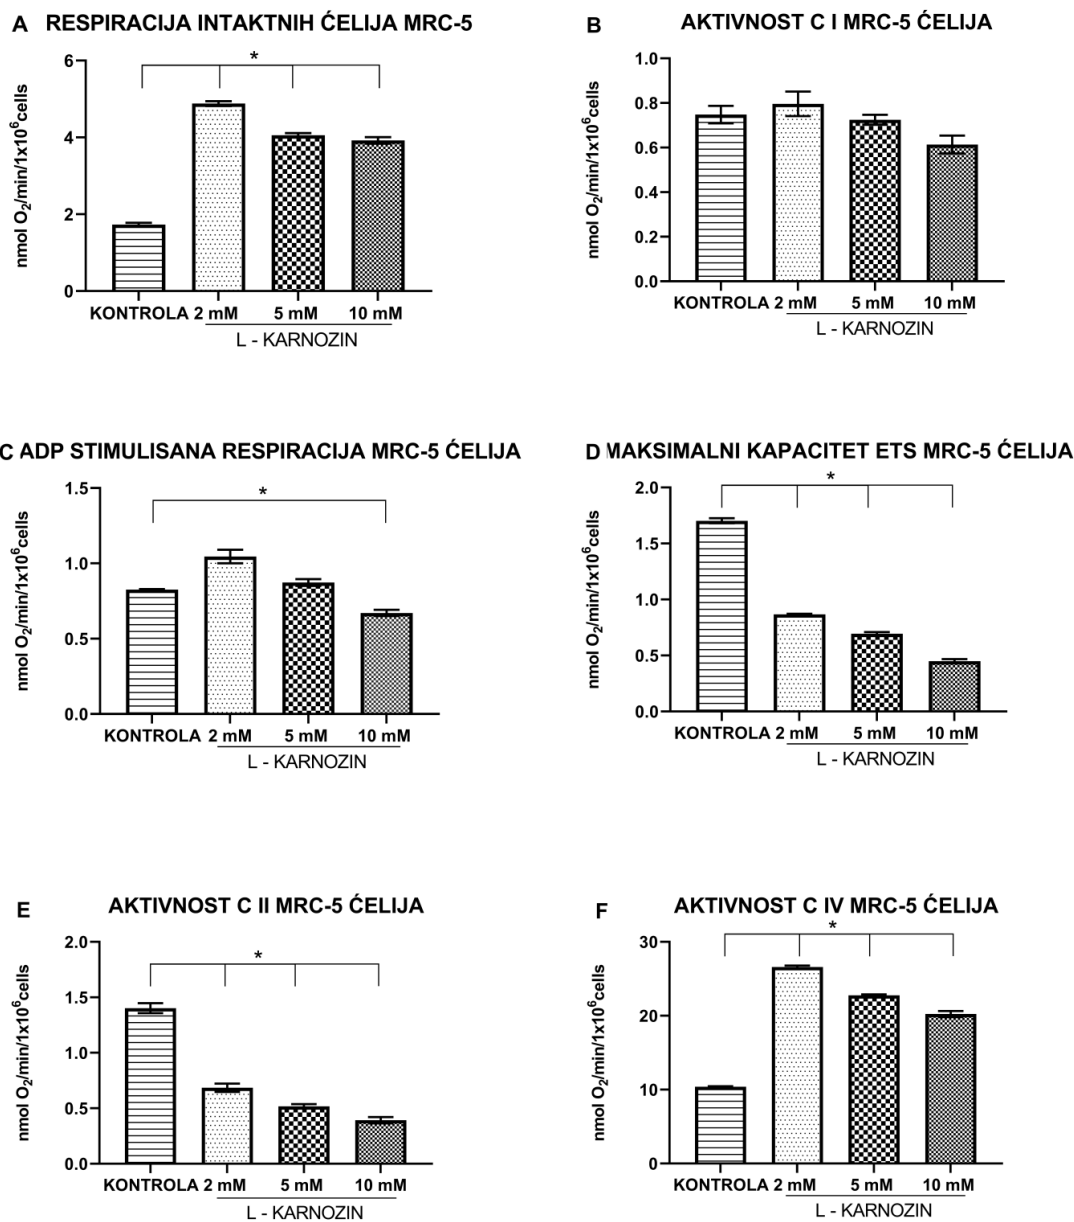 A RESPIRACIJA INTAKTNIH ĆELIJA MRC-5
*
nmol O2/min/1x10^6cells
6
4
2
0
KONTROLA 2 mM 5 mM 10 mM
L - KARNOZIN
B AKTIVNOST C I MRC-5 ĆELIJA
nmol O2/min/1x10^6cells
1.0
0.8
0.6
0.4
0.2
0.0
KONTROLA 2 mM 5 mM 10 mM
L - KARNOZIN
C ADP STIMULISANA RESPIRACIJA MRC-5 ĆELIJA
*
nmol O2/min/1x10^6cells
1.5
1.0
0.5
0.0
KONTROLA 2 mM 5 mM 10 mM
L - KARNOZIN
D MAKSIMALNI KAPACITET ETS MRC-5 ĆELIJA
*
nmol O2/min/1x10^6cells
2.0
1.5
1.0
0.5
0.0
KONTROLA 2 mM 5 mM 10 mM
L - KARNOZIN
E AKTIVNOST C II MRC-5 ĆELIJA
*
nmol O2/min/1x10^6cells
2.0
1.5
1.0
0.5
0.0
KONTROLA 2 mM 5 mM 10 mM
L - KARNOZIN
F AKTIVNOST C IV MRC-5 ĆELIJA
*
nmol O2/min/1x10^6cells
30
20
10
0
KONTROLA 2 mM 5 mM 10 mM
L - KARNOZIN